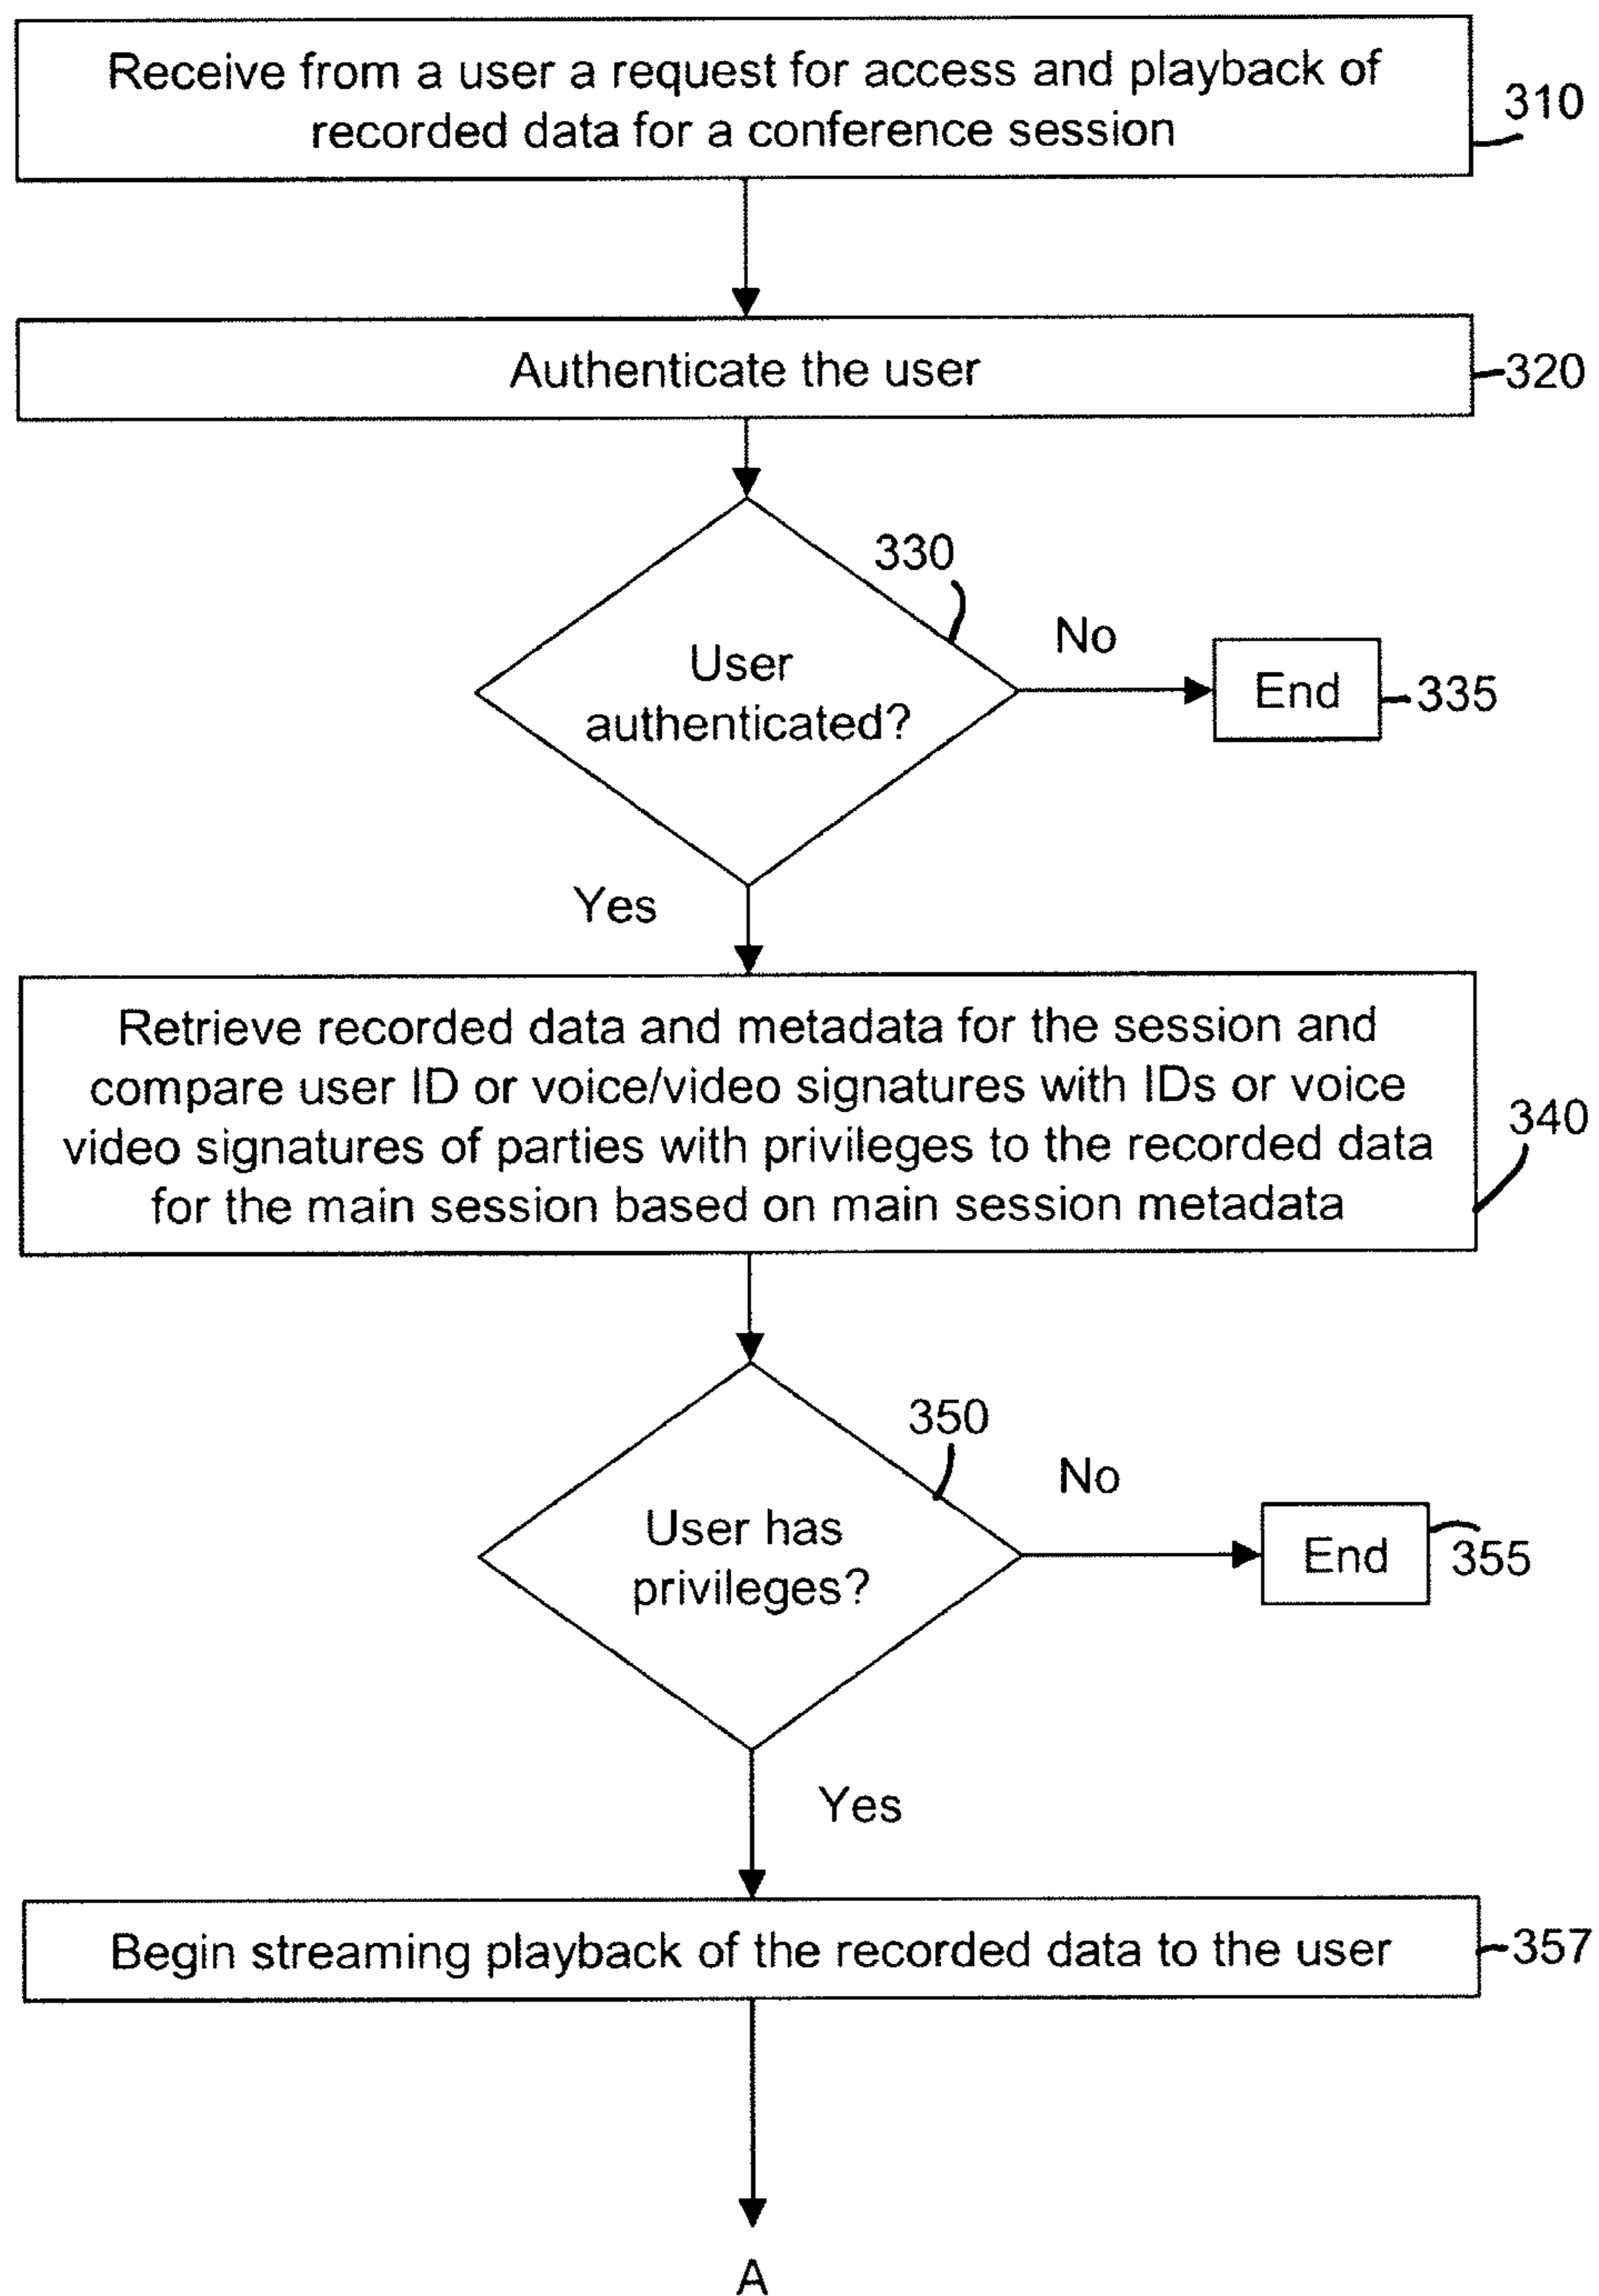 Receive from a user a request for access and playback of
recorded data for a conference session
310
Authenticate the user
320
330
User
authenticated?
No
End
335
Yes
Retrieve recorded data and metadata for the session and
compare user ID or voice/video signatures with IDs or voice
video signatures of parties with privileges to the recorded data
for the main session based on main session metadata
340
350
User has
privileges?
No
End
355
Yes
Begin streaming playback of the recorded data to the user
357
A